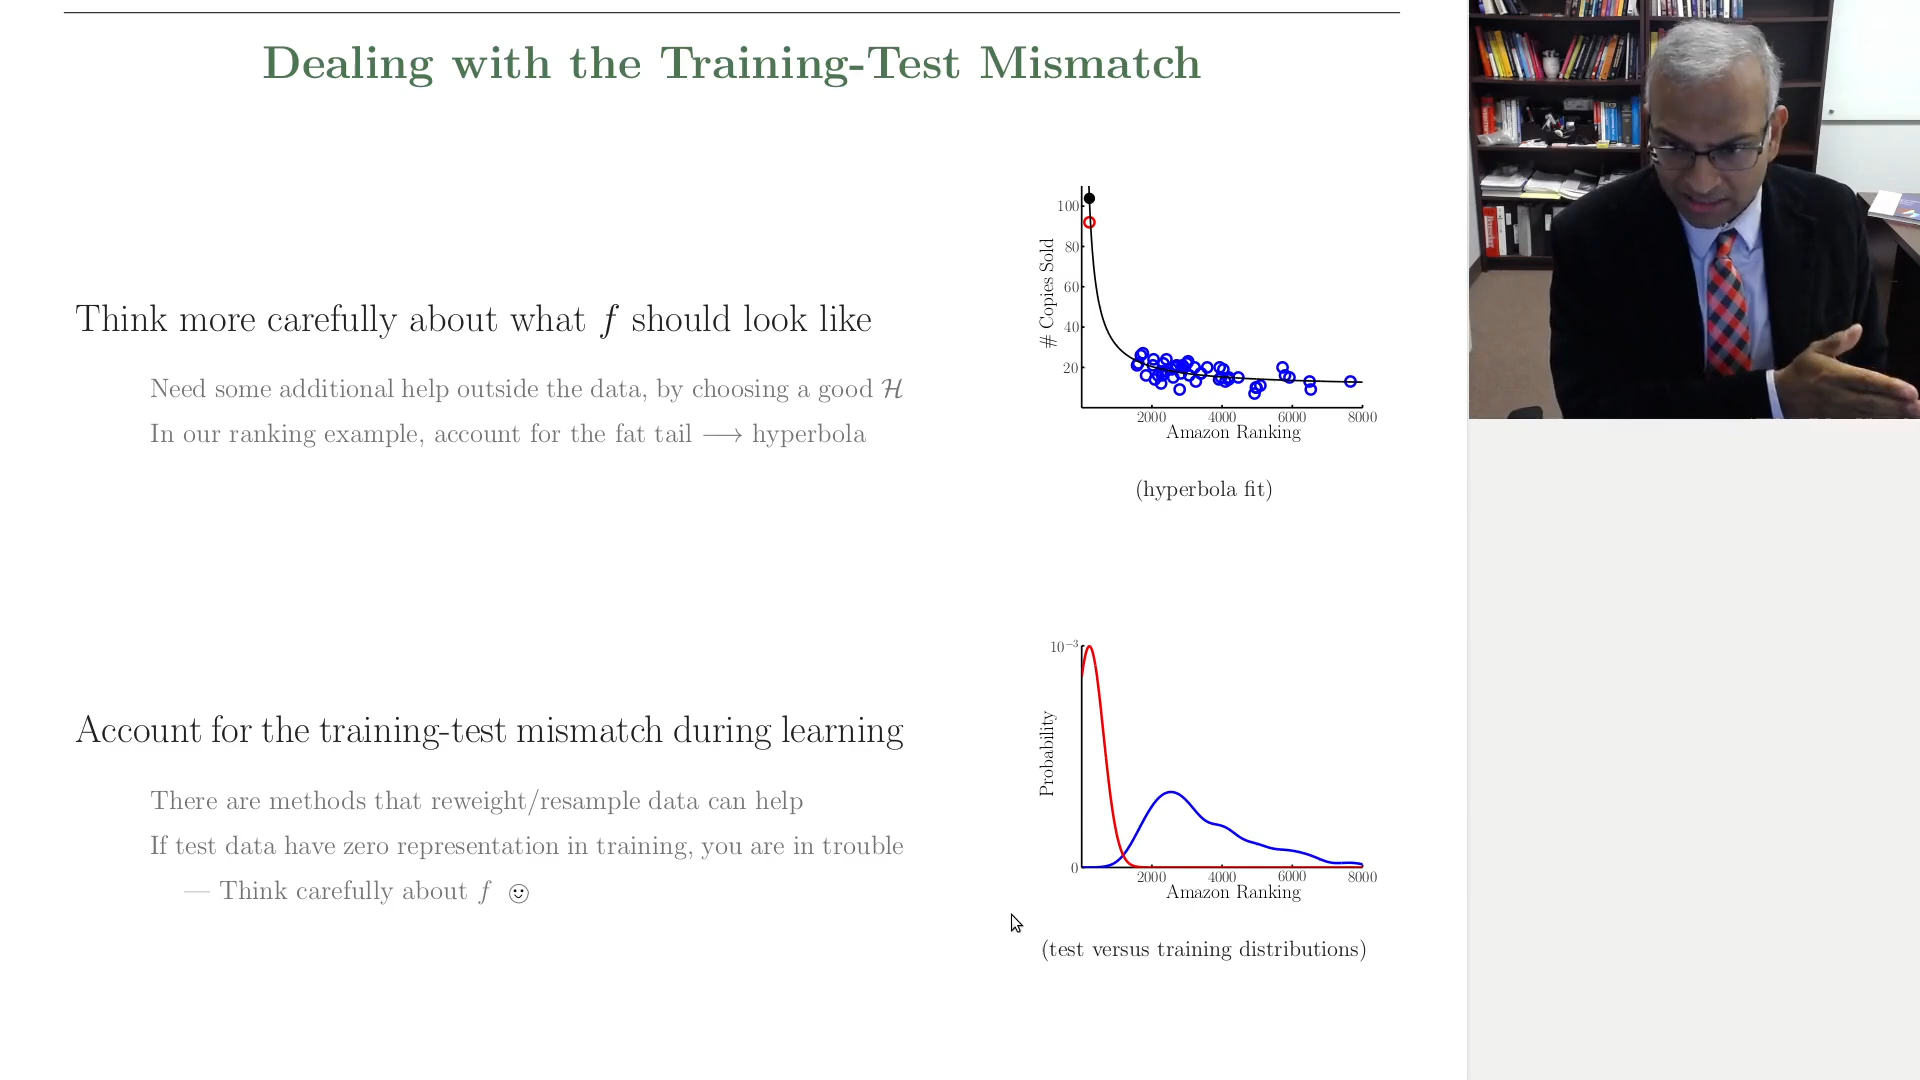 Dealing with the Training-Test Mismatch
Think more carefully about what f should look like
Need some additional help outside the data, by choosing a good ℋ
In our ranking example, account for the fat tail ⟶ hyperbola
# Copies Sold
100
80
60
40
20
2000 4000 6000 8000
Amazon Ranking
(hyperbola fit)
Account for the training-test mismatch during learning
There are methods that reweight/resample data can help
If test data have zero representation in training, you are in trouble
— Think carefully about f ☺
Probability
10⁻³
0
2000 4000 6000 8000
Amazon Ranking
(test versus training distributions)